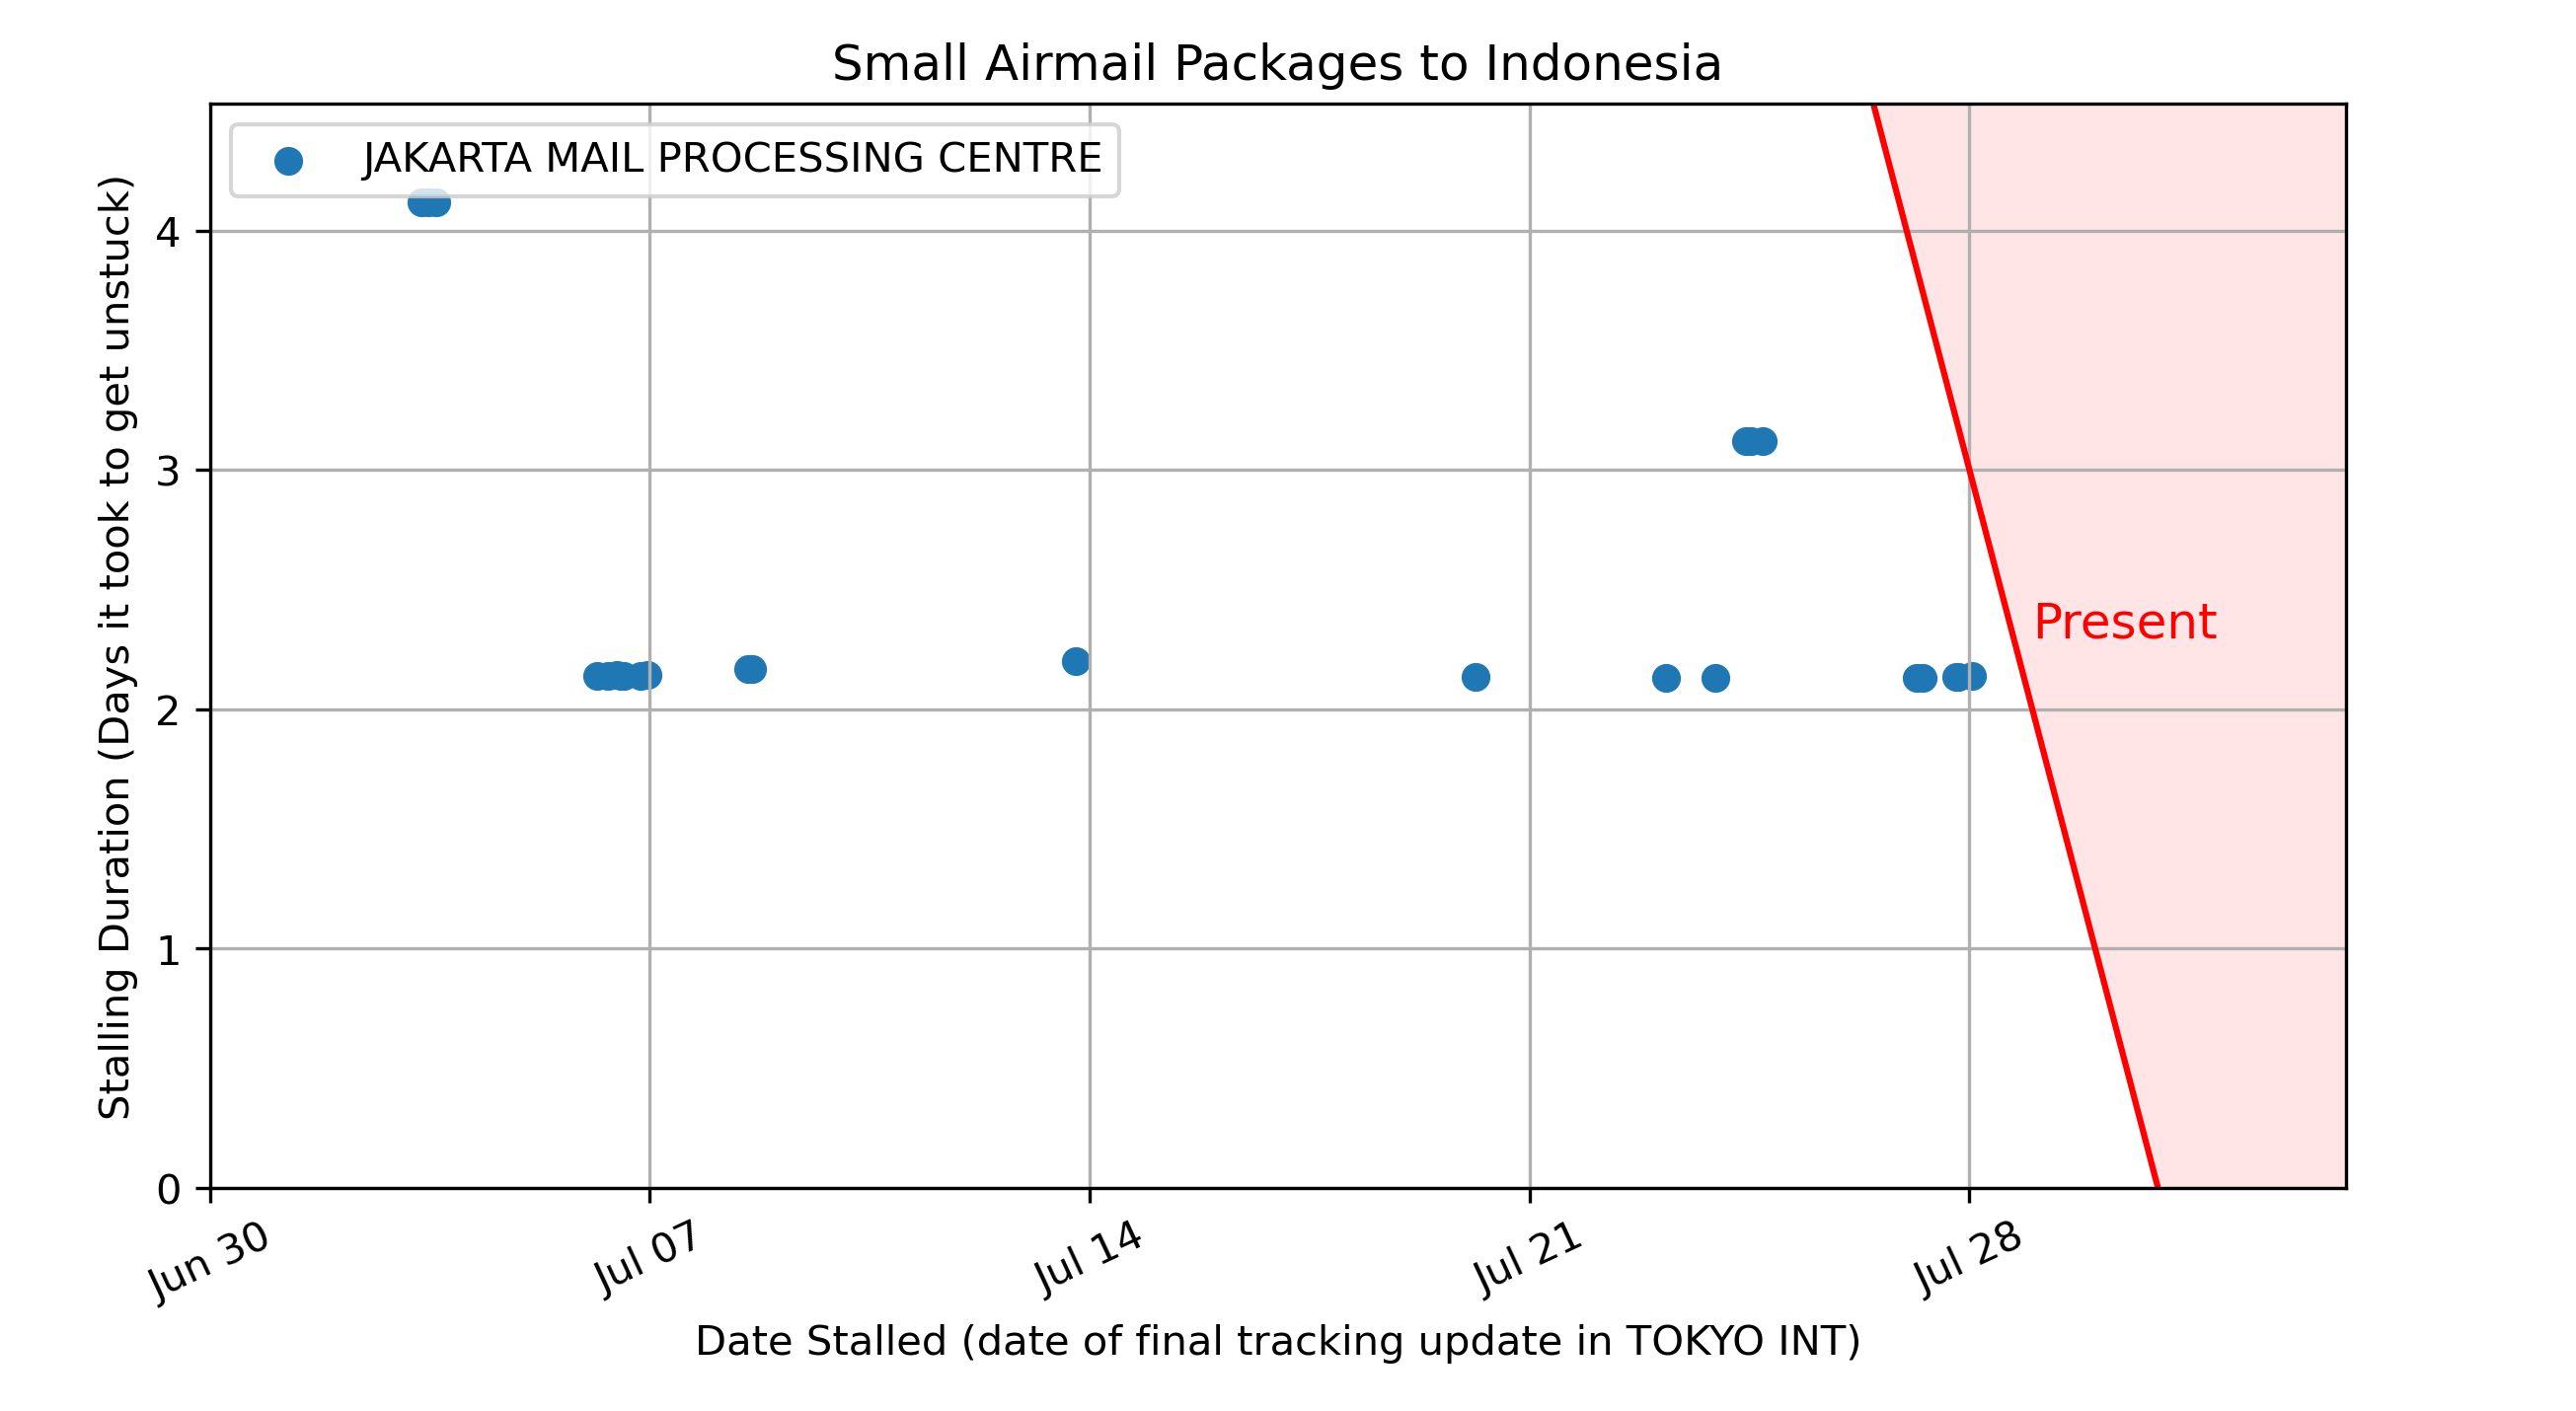 Small Airmail Packages to Indonesia
JAKARTA MAIL PROCESSING CENTRE
Stalling Duration (Days it took to get unstuck)
4
3
2
1
0
Present
Jun 30
Jul 07
Jul 14
Jul 21
Jul 28
Date Stalled (date of final tracking update in TOKYO INT)